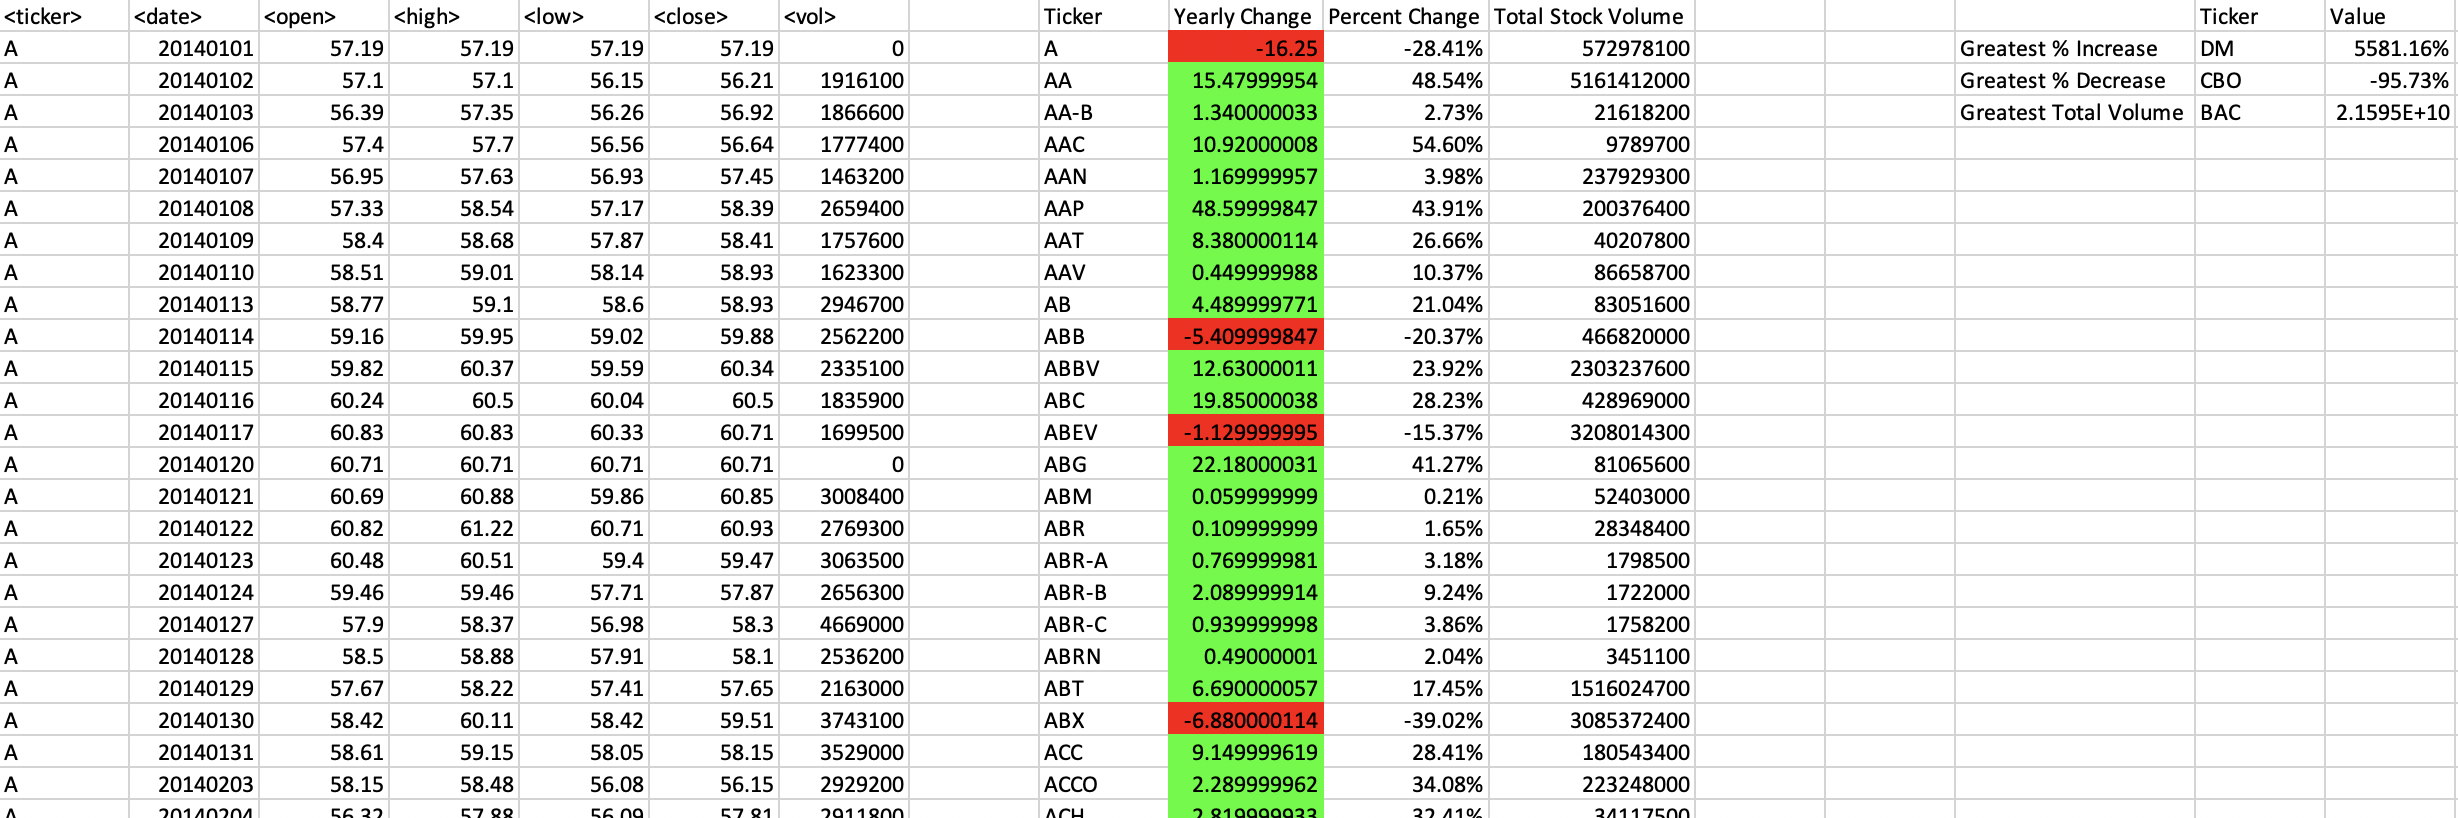 <ticker> <date> <open> <high> <low> <close> <vol> Ticker Yearly Change Percent Change Total Stock Volume Ticker Value
A 20140101 57.19 57.19 57.19 57.19 0 A -16.25 -28.41% 572978100 Greatest % Increase DM 5581.16%
A 20140102 57.1 57.1 56.15 56.21 1916100 AA 15.47999954 48.54% 5161412000 Greatest % Decrease CBO -95.73%
A 20140103 56.39 57.35 56.26 56.92 1866600 AA-B 1.340000033 2.73% 21618200 Greatest Total Volume BAC 2.1595E+10
A 20140106 57.4 57.7 56.56 56.64 1777400 AAC 10.92000008 54.60% 9789700
A 20140107 56.95 57.63 56.93 57.45 1463200 AAN 1.169999957 3.98% 237929300
A 20140108 57.33 58.54 57.17 58.39 2659400 AAP 48.59999847 43.91% 200376400
A 20140109 58.4 58.68 57.87 58.41 1757600 AAT 8.380000114 26.66% 40207800
A 20140110 58.51 59.01 58.14 58.93 1623300 AAV 0.449999988 10.37% 86658700
A 20140113 58.77 59.1 58.6 58.93 2946700 AB 4.489999771 21.04% 83051600
A 20140114 59.16 59.95 59.02 59.88 2562200 ABB -5.409999847 -20.37% 466820000
A 20140115 59.82 60.37 59.59 60.34 2335100 ABBV 12.63000011 23.92% 2303237600
A 20140116 60.24 60.5 60.04 60.5 1835900 ABC 19.85000038 28.23% 428969000
A 20140117 60.83 60.83 60.33 60.71 1699500 ABEV -1.129999995 -15.37% 3208014300
A 20140120 60.71 60.71 60.71 60.71 0 ABG 22.18000031 41.27% 81065600
A 20140121 60.69 60.88 59.86 60.85 3008400 ABM 0.059999999 0.21% 52403000
A 20140122 60.82 61.22 60.71 60.93 2769300 ABR 0.109999999 1.65% 28348400
A 20140123 60.48 60.51 59.4 59.47 3063500 ABR-A 0.769999981 3.18% 1798500
A 20140124 59.46 59.46 57.71 57.87 2656300 ABR-B 2.089999914 9.24% 1722000
A 20140127 57.9 58.37 56.98 58.3 4669000 ABR-C 0.939999998 3.86% 1758200
A 20140128 58.5 58.88 57.91 58.1 2536200 ABRN 0.49000001 2.04% 3451100
A 20140129 57.67 58.22 57.41 57.65 2163000 ABT 6.690000057 17.45% 1516024700
A 20140130 58.42 60.11 58.42 59.51 3743100 ABX -6.880000114 -39.02% 3085372400
A 20140131 58.61 59.15 58.05 58.15 3529000 ACC 9.149999619 28.41% 180543400
A 20140203 58.15 58.48 56.08 56.15 2929200 ACCO 2.289999962 34.08% 223248000
A 20140204 56.32 57.88 56.09 57.81 2911800 ACH 2.819999933 32.41% 34117500